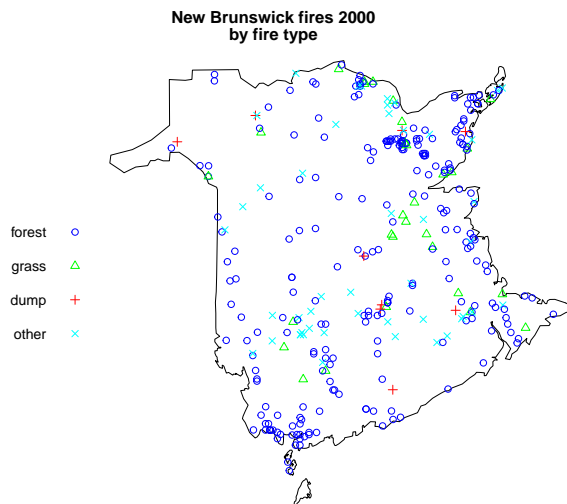 New Brunswick fires 2000
by fire type
forest
grass
dump
other